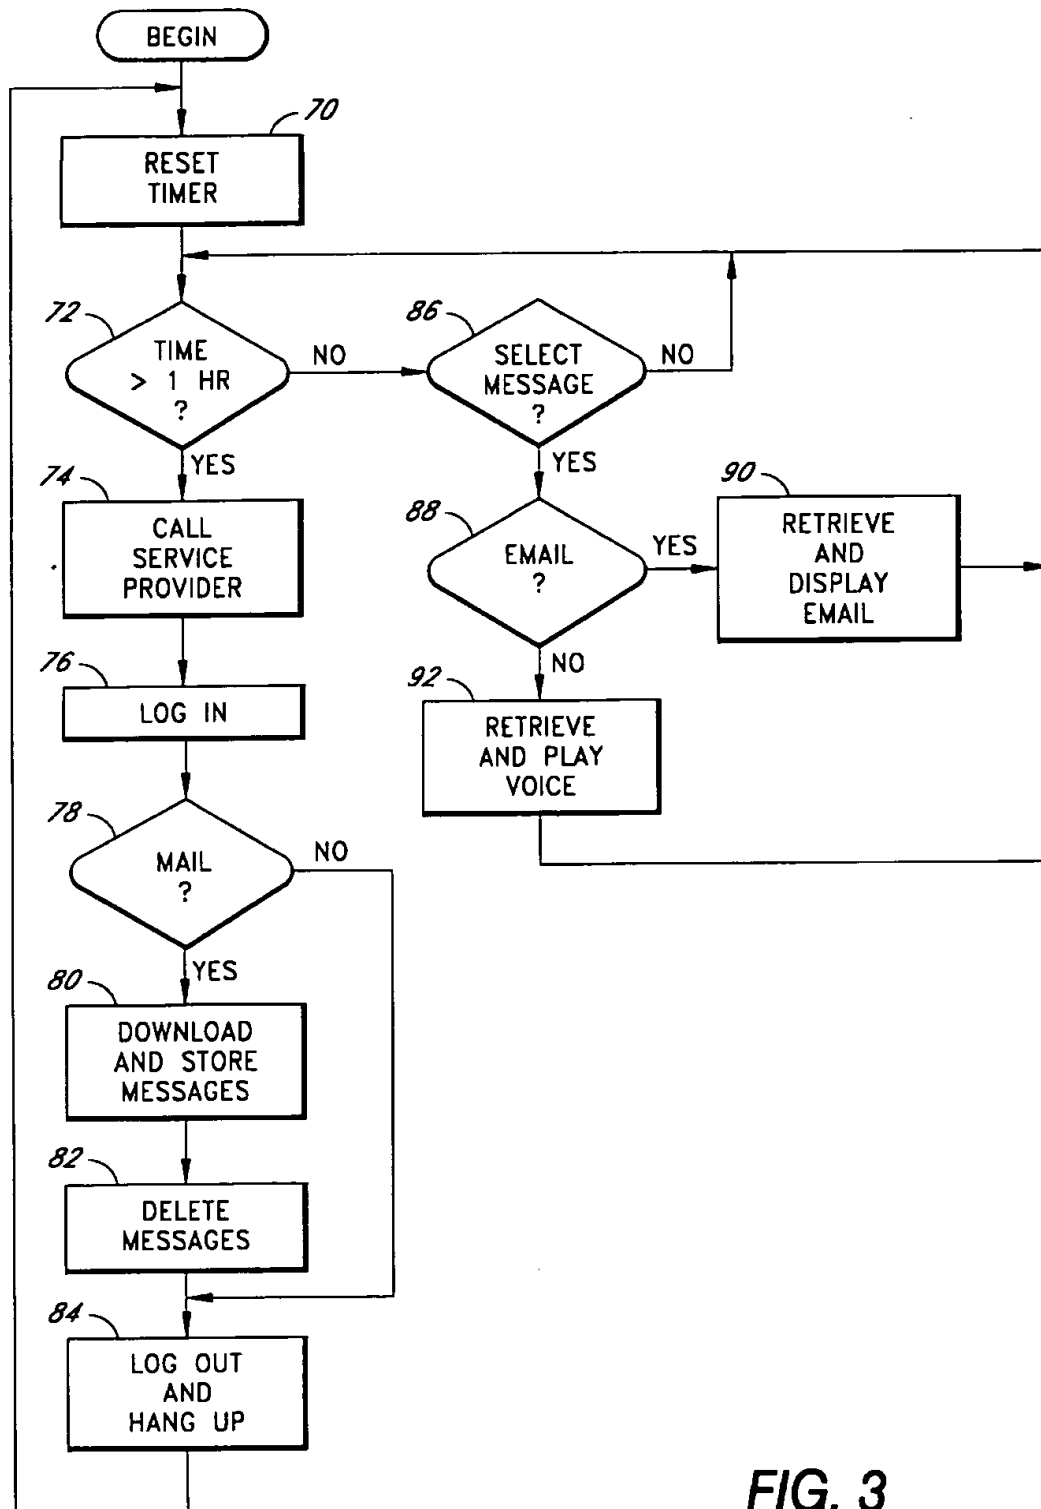 BEGIN
70
RESET
TIMER
72
TIME
> 1 HR
?
NO
YES
86
SELECT
MESSAGE
?
NO
YES
74
CALL
SERVICE
PROVIDER
88
EMAIL
?
YES
NO
90
RETRIEVE
AND
DISPLAY
EMAIL
76
LOG IN
92
RETRIEVE
AND PLAY
VOICE
78
MAIL
?
NO
YES
80
DOWNLOAD
AND STORE
MESSAGES
82
DELETE
MESSAGES
84
LOG OUT
AND
HANG UP
FIG. 3